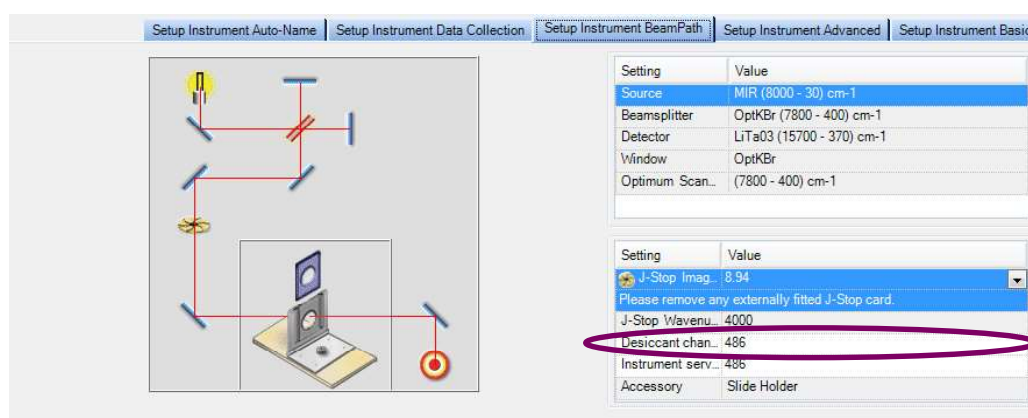 Setup Instrument Auto-Name Setup Instrument Data Collection Setup Instrument BeamPath Setup Instrument Advanced Setup Instrument Basic
Setting Value
Source MIR (8000 - 30) cm-1
Beamsplitter OptKBr (7800 - 400) cm-1
Detector LiTa03 (15700 - 370) cm-1
Window OptKBr
Optimum Scan... (7800 - 400) cm-1
Setting Value
J-Stop Imag... 8.94
Please remove any externally fitted J-Stop card.
J-Stop Wavenu... 4000
Desiccant chan... 486
Instrument serv... 486
Accessory Slide Holder